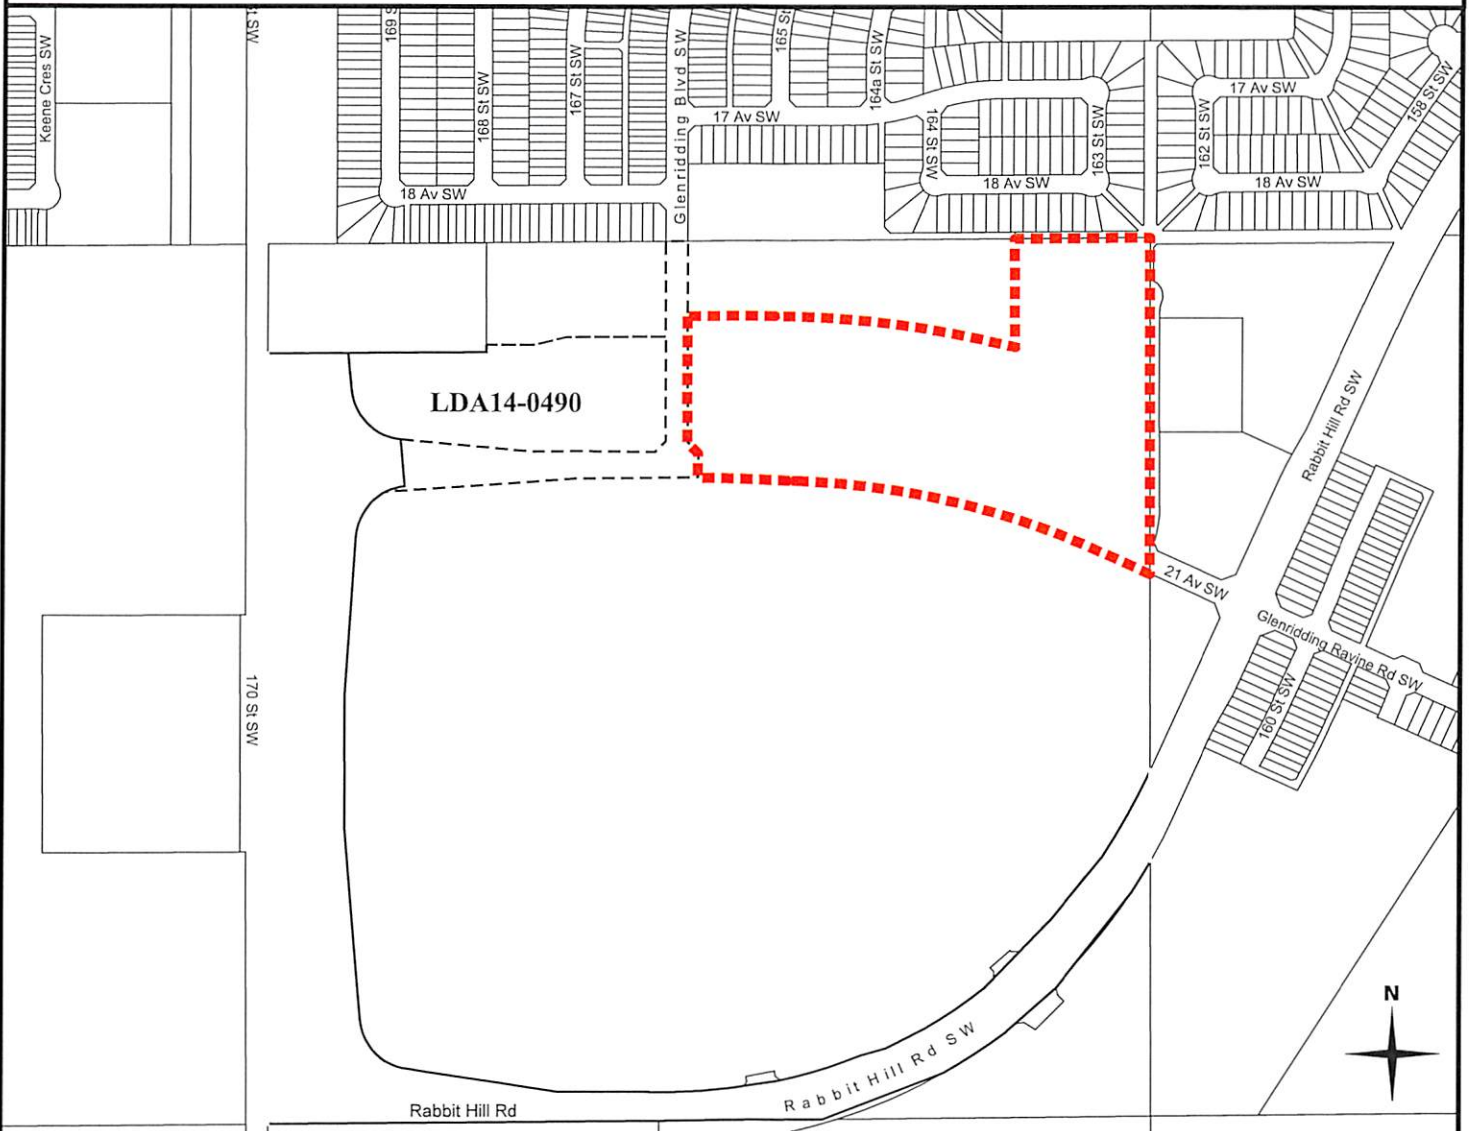 Keene Cres SW
t SW
169 S
168 St SW
167 St SW
Glenridding Blvd SW
165 St
164a St SW
17 Av SW
164 St SW
163 St SW
162 St SW
17 Av SW
158 St SW
18 Av SW
18 Av SW
18 Av SW
LDA14-0490
Rabbit Hill Rd SW
21 Av SW
Glenridding Ravine Rd SW
160 St SW
170 St SW
N
Rabbit Hill Rd SW
Rabbit Hill Rd